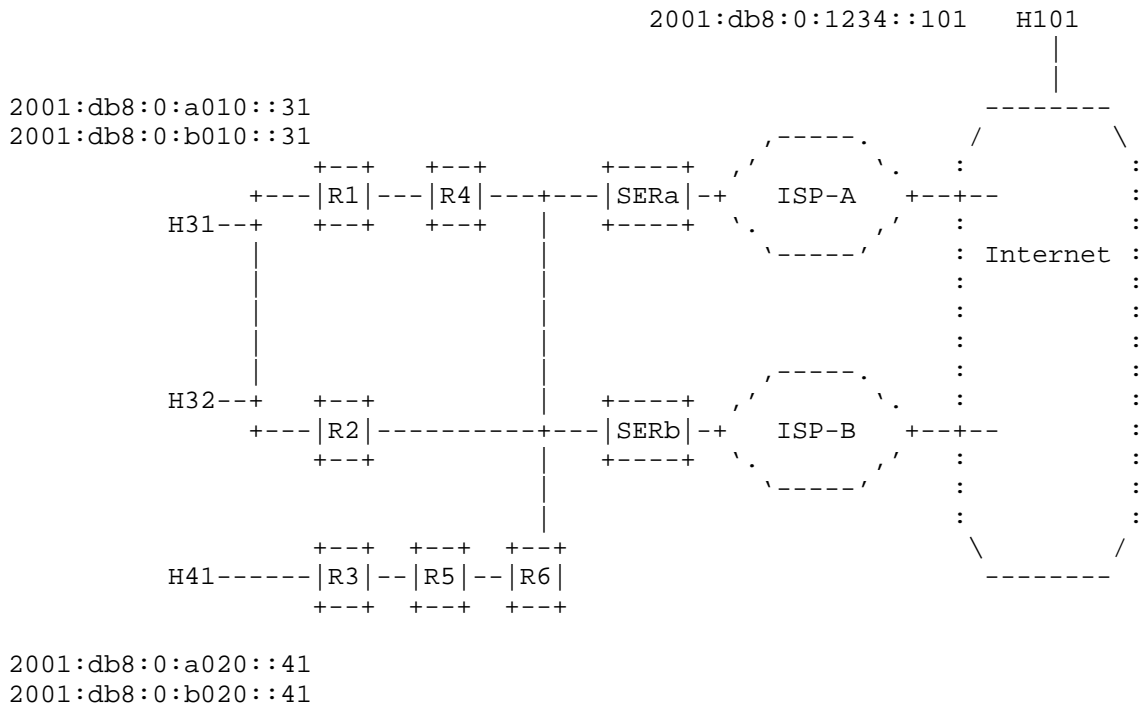 2001:db8:0:1234::101 H101
2001:db8:0:a010::31
2001:db8:0:b010::31
R1 R4 SERa ISP-A
H31
Internet
H32
R2 SERb ISP-B
H41 R3 R5 R6
2001:db8:0:a020::41
2001:db8:0:b020::41